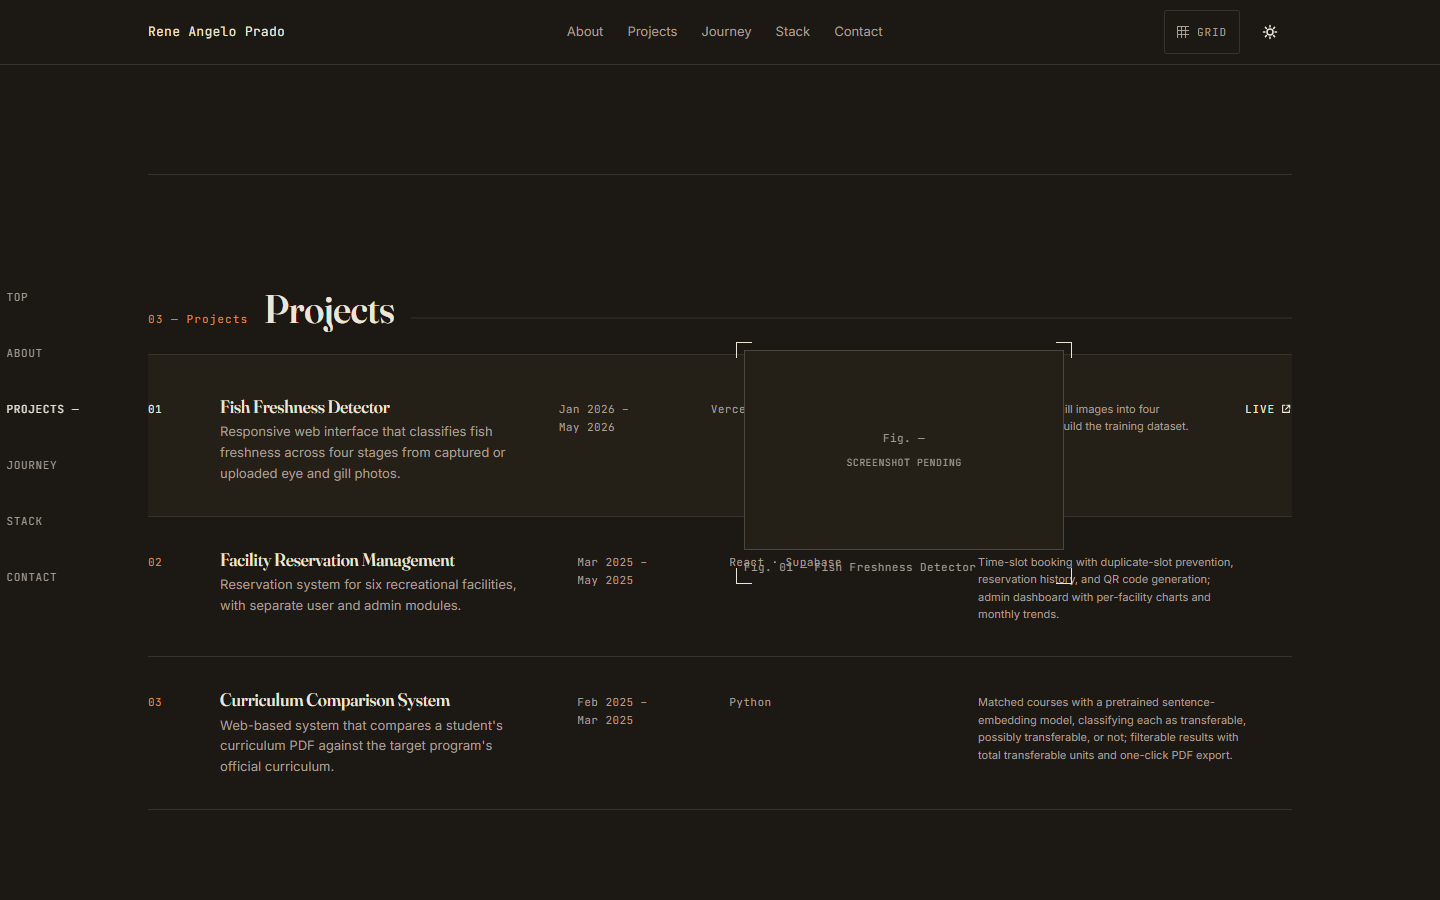 Rene Angelo Prado
About
Projects
Journey
Stack
Contact
GRID
TOP
ABOUT
PROJECTS —
JOURNEY
STACK
CONTACT
03 — Projects
Projects
01
Fish Freshness Detector
Responsive web interface that classifies fish
freshness across four stages from captured or
uploaded eye and gill photos.
Jan 2026 –
May 2026
Verce
Fig. —
SCREENSHOT PENDING
Fig. 01 — Fish Freshness Detector
ill images into four
uild the training dataset.
LIVE
02
Facility Reservation Management
Reservation system for six recreational facilities,
with separate user and admin modules.
Mar 2025 –
May 2025
React · Supabase
Time-slot booking with duplicate-slot prevention,
reservation history, and QR code generation;
admin dashboard with per-facility charts and
monthly trends.
03
Curriculum Comparison System
Web-based system that compares a student's
curriculum PDF against the target program's
official curriculum.
Feb 2025 –
Mar 2025
Python
Matched courses with a pretrained sentence-
embedding model, classifying each as transferable,
possibly transferable, or not; filterable results with
total transferable units and one-click PDF export.